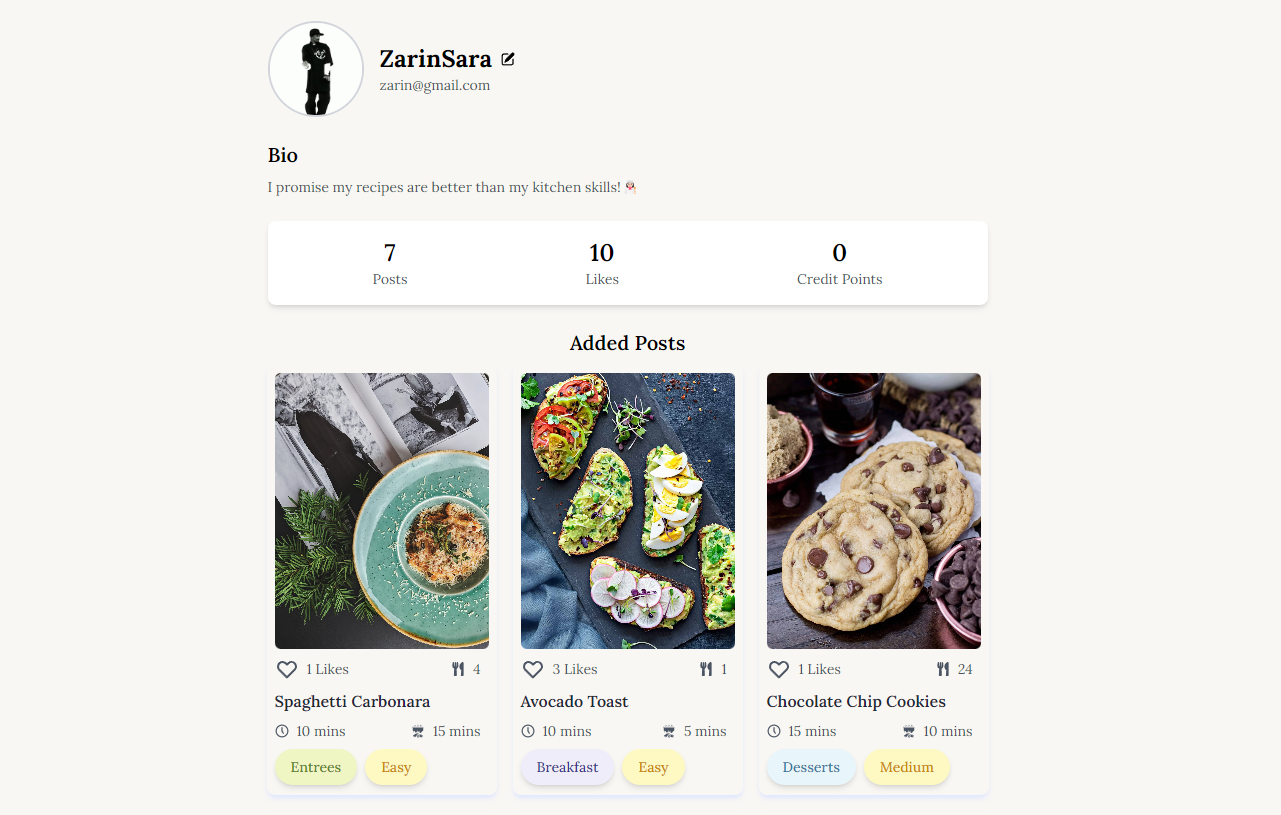 ZarinSara
zarin@gmail.com
Bio
I promise my recipes are better than my kitchen skills!
7 10 0
Posts Likes Credit Points
Added Posts
1 Likes 4 3 Likes 1 1 Likes 24
Spaghetti Carbonara Avocado Toast Chocolate Chip Cookies
10 mins 15 mins 10 mins 5 mins 15 mins 10 mins
Entrees Easy Breakfast Easy Desserts Medium